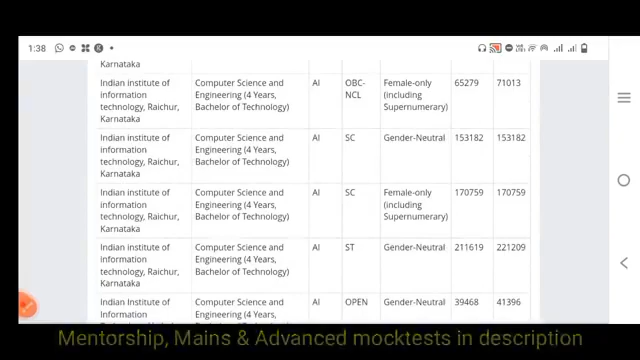 1:38
Karnataka
Indian institute of Computer Science and AI OBC- Female-only 65279 71013
information Engineering (4 Years, NCL (including
technology, Raichur, Bachelor of Technology) Supernumerary)
Karnataka
Indian institute of Computer Science and AI SC Gender-Neutral 153182 153182
information Engineering (4 Years,
technology, Raichur, Bachelor of Technology)
Karnataka
Indian institute of Computer Science and AI SC Female-only 170759 170759
information Engineering (4 Years, (including
technology, Raichur, Bachelor of Technology) Supernumerary)
Karnataka
Indian institute of Computer Science and AI ST Gender-Neutral 211619 221209
information Engineering (4 Years,
technology, Raichur, Bachelor of Technology)
Karnataka
Indian Institute of Computer Science and AI OPEN Gender-Neutral 39468 41396
Information Engineering (4 Years,
Mentorship, Mains & Advanced mocktests in description